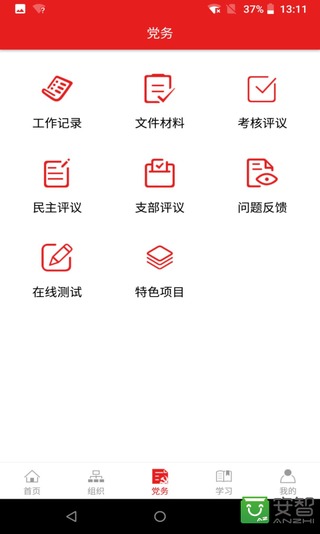 37% 13:11
党务
工作记录 文件材料 考核评议
民主评议 支部评议 问题反馈
在线测试 特色项目
首页 组织 党务 学习 我的
安智
ANZHI